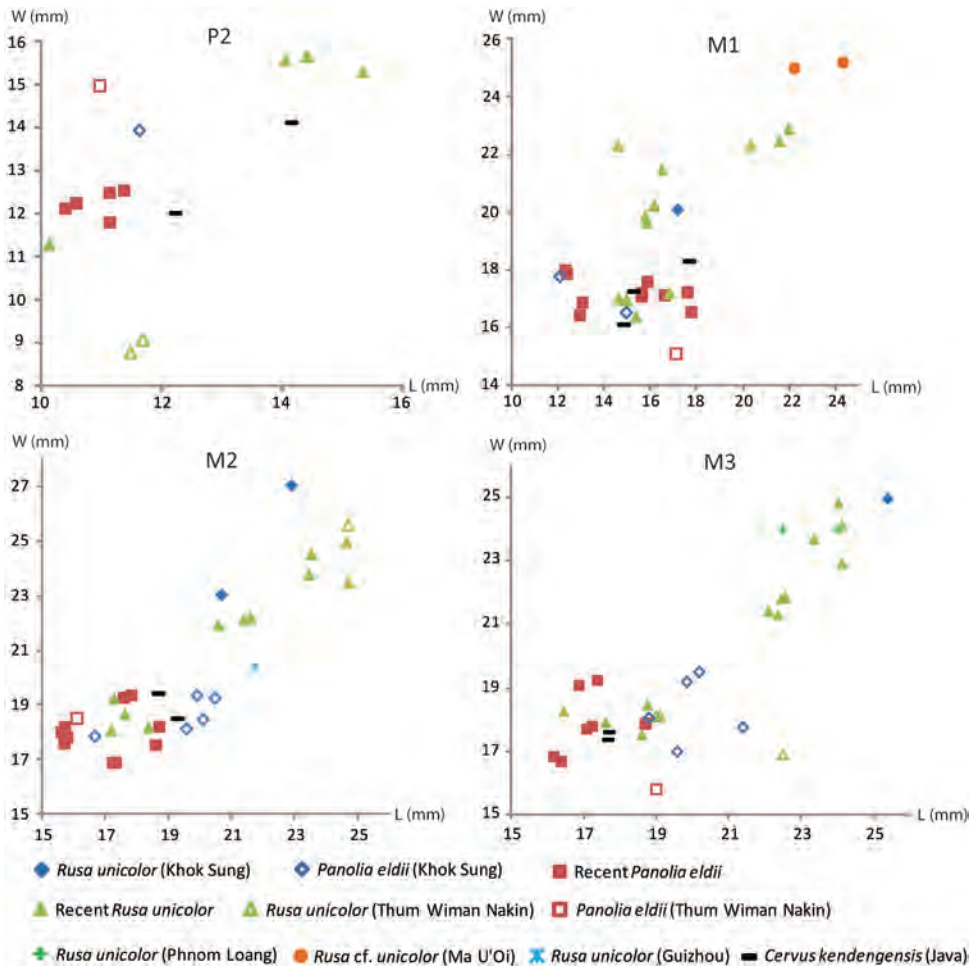 W (mm)
P2
16
15
14
13
12
11
10
9
8
10 12 14 16
L (mm)
W (mm)
M1
26
24
22
20
18
16
14
10 12 14 16 18 20 22 24
L (mm)
W (mm)
M2
27
25
23
21
19
17
15
15 17 19 21 23 25
L (mm)
W (mm)
M3
25
23
21
19
17
15
15 17 19 21 23 25
L (mm)
Rusa unicolor (Khok Sung) Panolia eldii (Khok Sung) Recent Panolia eldii
Recent Rusa unicolor Rusa unicolor (Thum Wiman Nakin) Panolia eldii (Thum Wiman Nakin)
Rusa unicolor (Phnom Loang) Rusa cf. unicolor (Ma U'Oi) Rusa unicolor (Guizhou) Cervus kendengensis (Java)